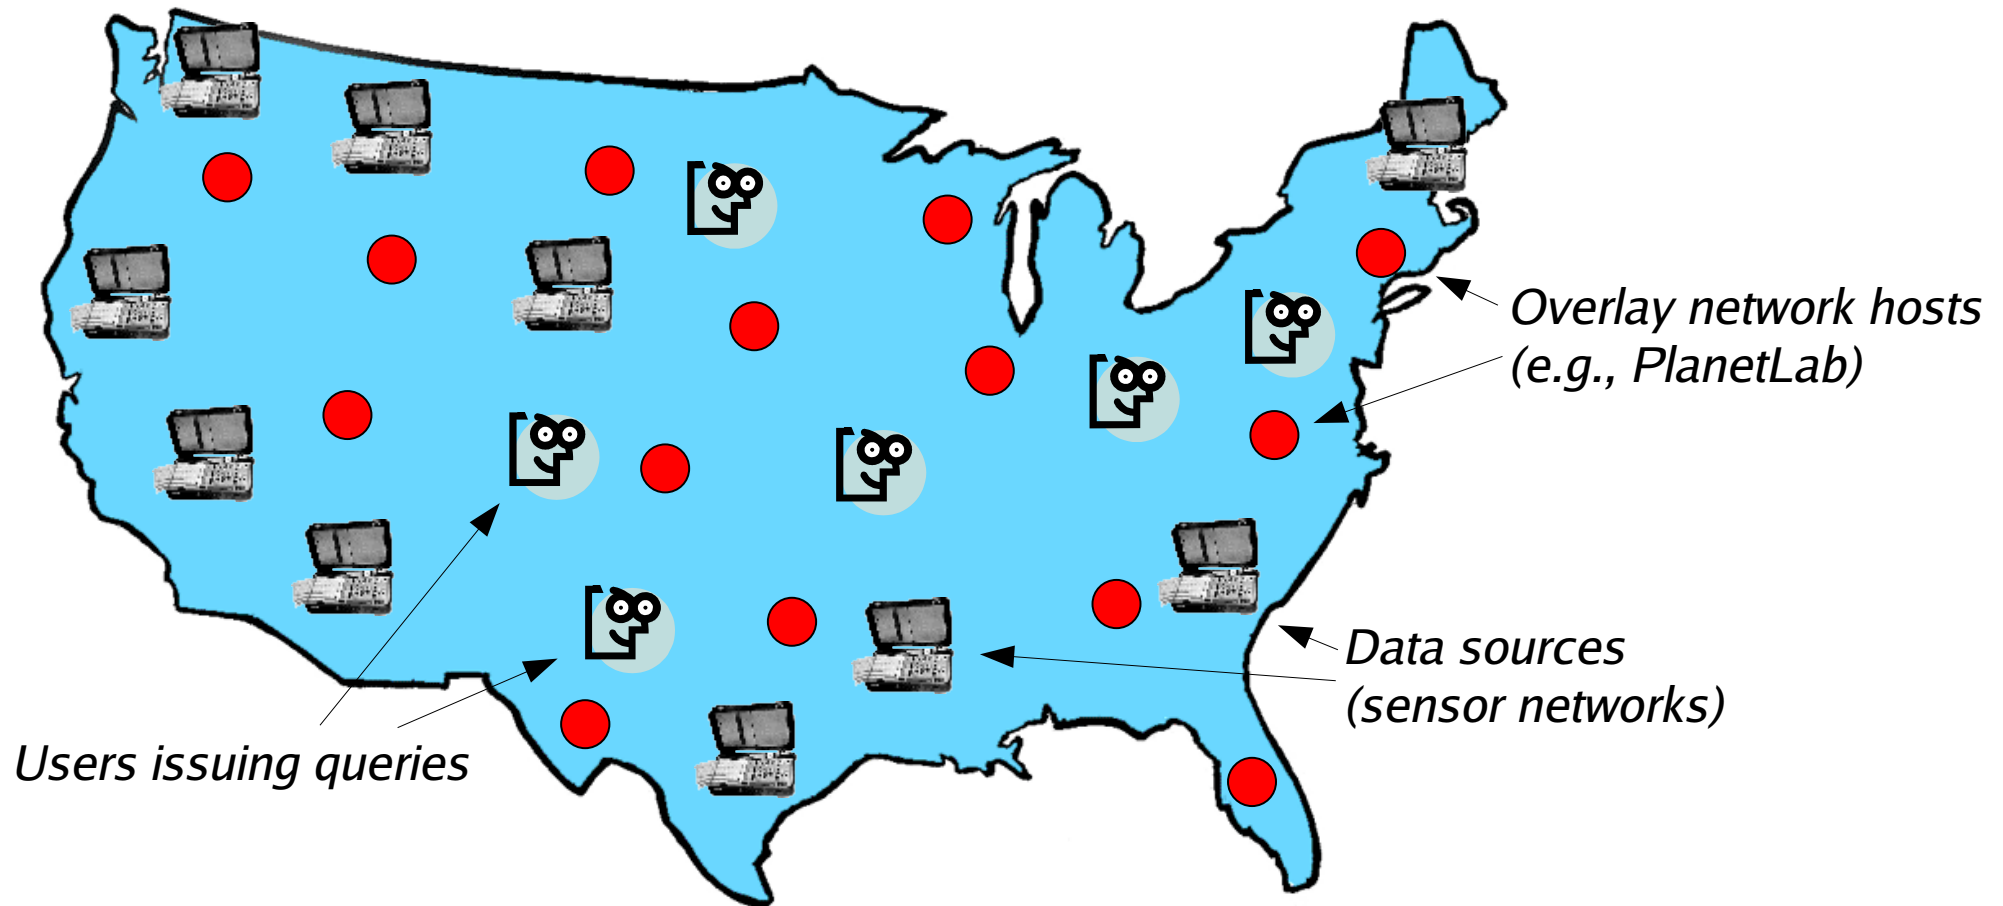 Overlay network hosts
(e.g., PlanetLab)
Data sources
(sensor networks)
Users issuing queries